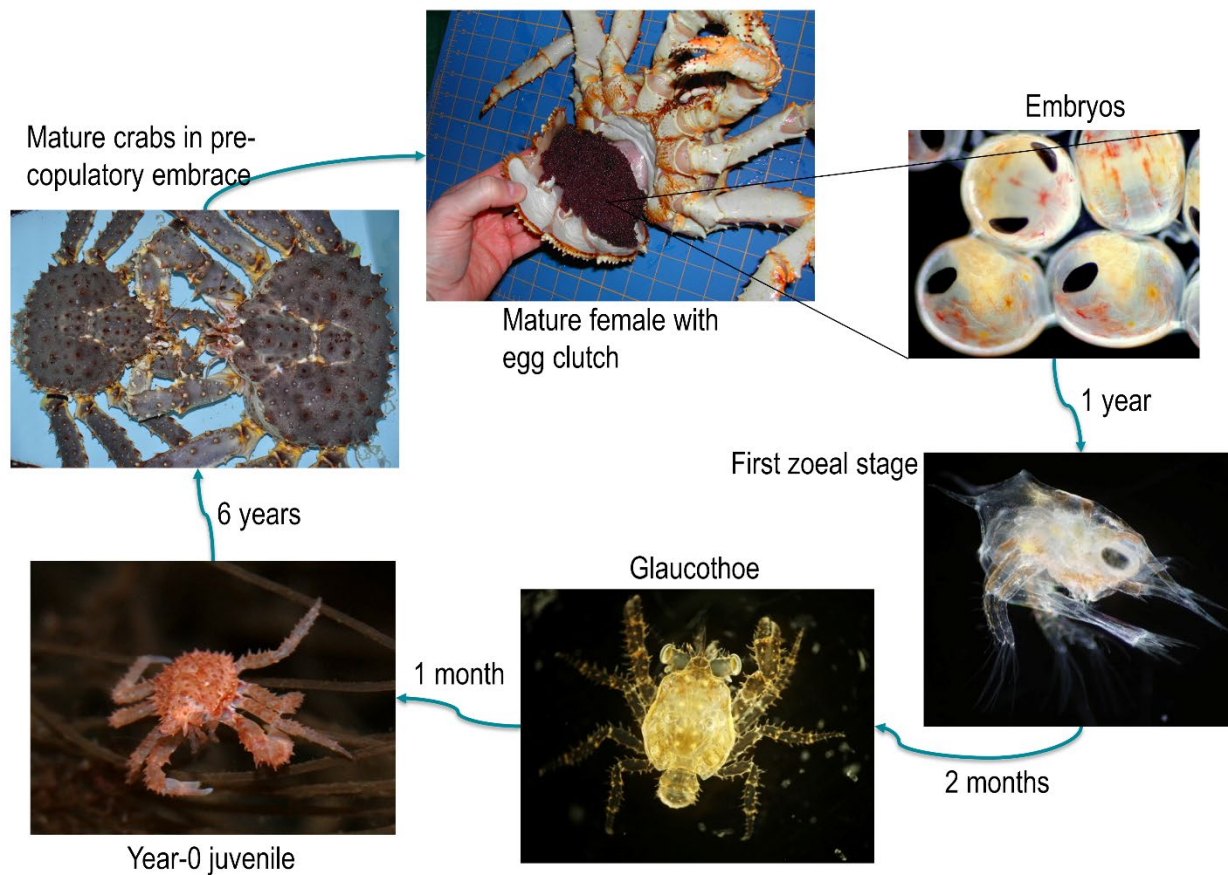 Mature crabs in pre-
copulatory embrace
Mature female with
egg clutch
Embryos
1 year
First zoeal stage
2 months
Glaucothoe
1 month
Year-0 juvenile
6 years